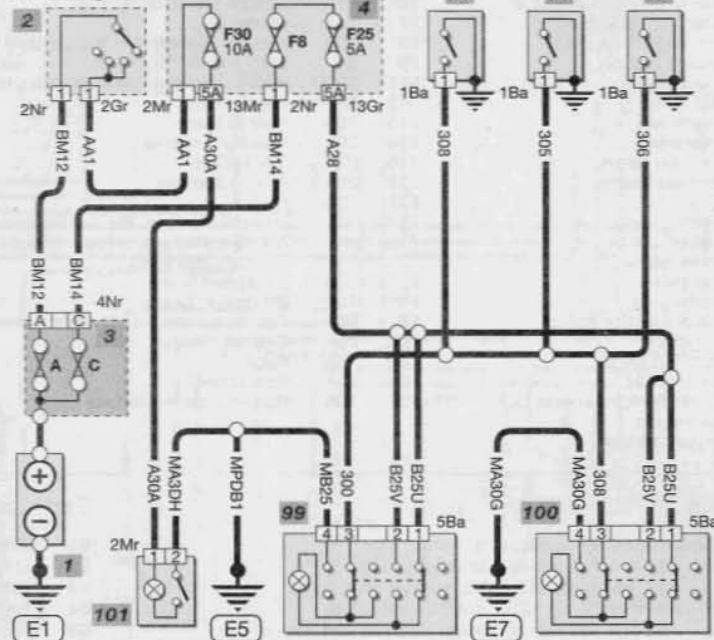 2
4
F30
10A
F8
F25
5A
1
1
1
5A
1
5A
1
1
1
2Nr
2Gr
2Mr
13Mr
2Nr
13Gr
1Ba
1Ba
1Ba
BM12
AA1
AA1
A30A
BM14
A28
308
305
306
BM12
BM14
4Nr
A
C
3
A
C
A30A
MA3DH
MPDB1
MB25
300
B25V
B25U
MA30G
MA30G
308
B25V
B25U
99
5Ba
100
5Ba
4
3
2
1
4
3
2
1
2Mr
1
2
+
−
1
101
E1
E5
E7